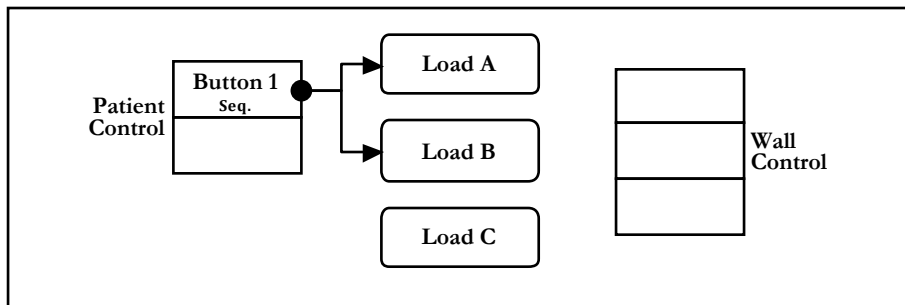 Patient
Control
Button 1
Seq.
Load A
Load B
Load C
Wall
Control